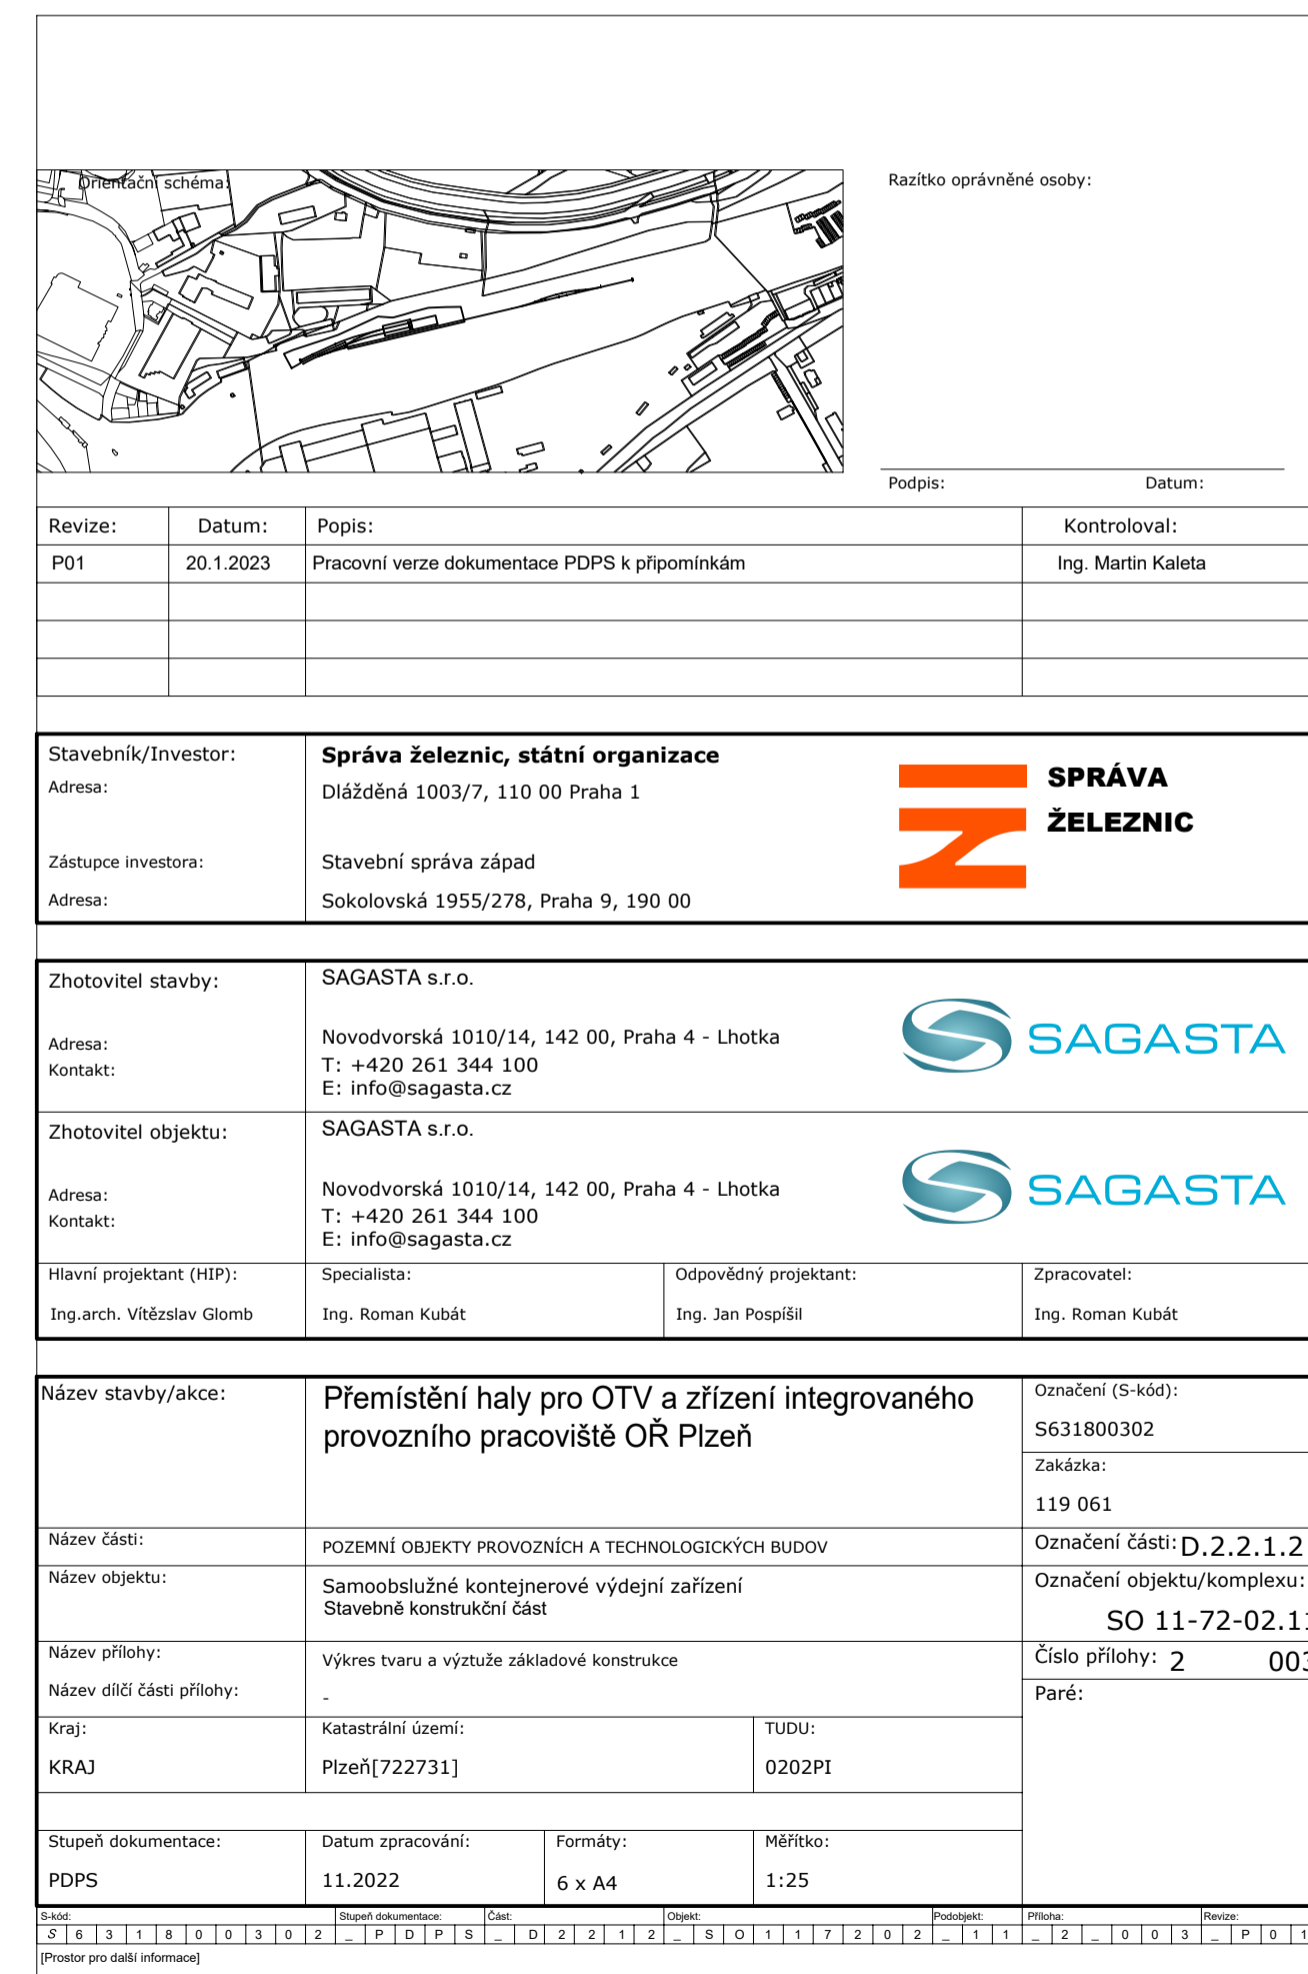 Orientační schéma:
Razítko oprávněné osoby:
Podpis: Datum:
Revize: Datum: Popis: Kontroloval:
P01 20.1.2023 Pracovní verze dokumentace PDPS k připomínkám Ing. Martin Kaleta
Stavebník/Investor: Správa železnic, státní organizace
Adresa: Dlážděná 1003/7, 110 00 Praha 1
SPRÁVA
ŽELEZNIC
Zástupce investora: Stavební správa západ
Adresa: Sokolovská 1955/278, Praha 9, 190 00
Zhotovitel stavby: SAGASTA s.r.o.
Adresa: Novodvorská 1010/14, 142 00, Praha 4 - Lhotka
Kontakt: T: +420 261 344 100
E: info@sagasta.cz
SAGASTA
Zhotovitel objektu: SAGASTA s.r.o.
Adresa: Novodvorská 1010/14, 142 00, Praha 4 - Lhotka
Kontakt: T: +420 261 344 100
E: info@sagasta.cz
SAGASTA
Hlavní projektant (HIP): Specialista: Odpovědný projektant: Zpracovatel:
Ing.arch. Vítězslav Glomb Ing. Roman Kubát Ing. Jan Pospíšil Ing. Roman Kubát
Název stavby/akce: Přemístění haly pro OTV a zřízení integrovaného
provozního pracoviště OŘ Plzeň
Označení (S-kód):
S631800302
Zakázka:
119 061
Název části: POZEMNÍ OBJEKTY PROVOZNÍCH A TECHNOLOGICKÝCH BUDOV
Označení části: D.2.2.1.2
Název objektu: Samoobslužné kontejnerové výdejní zařízení
Stavebně konstrukční část
Označení objektu/komplexu:
SO 11-72-02.11
Název přílohy: Výkres tvaru a výztuže základové konstrukce
Číslo přílohy: 2 003
Název dílčí části přílohy: -
Paré:
Kraj: Katastrální území: TUDU:
KRAJ Plzeň[722731] 0202PI
Stupeň dokumentace: Datum zpracování: Formáty: Měřítko:
PDPS 11.2022 6 x A4 1:25
S-kód: Stupeň dokumentace: Část: Objekt: Podobjekt: Příloha: Revize:
S 6 3 1 8 0 0 3 0 2 _ P D P S _ D 2 2 1 2 _ S O 1 1 7 2 0 2 _ 1 1 _ 2 _ 0 0 3 _ P 0 1
[Prostor pro další informace]